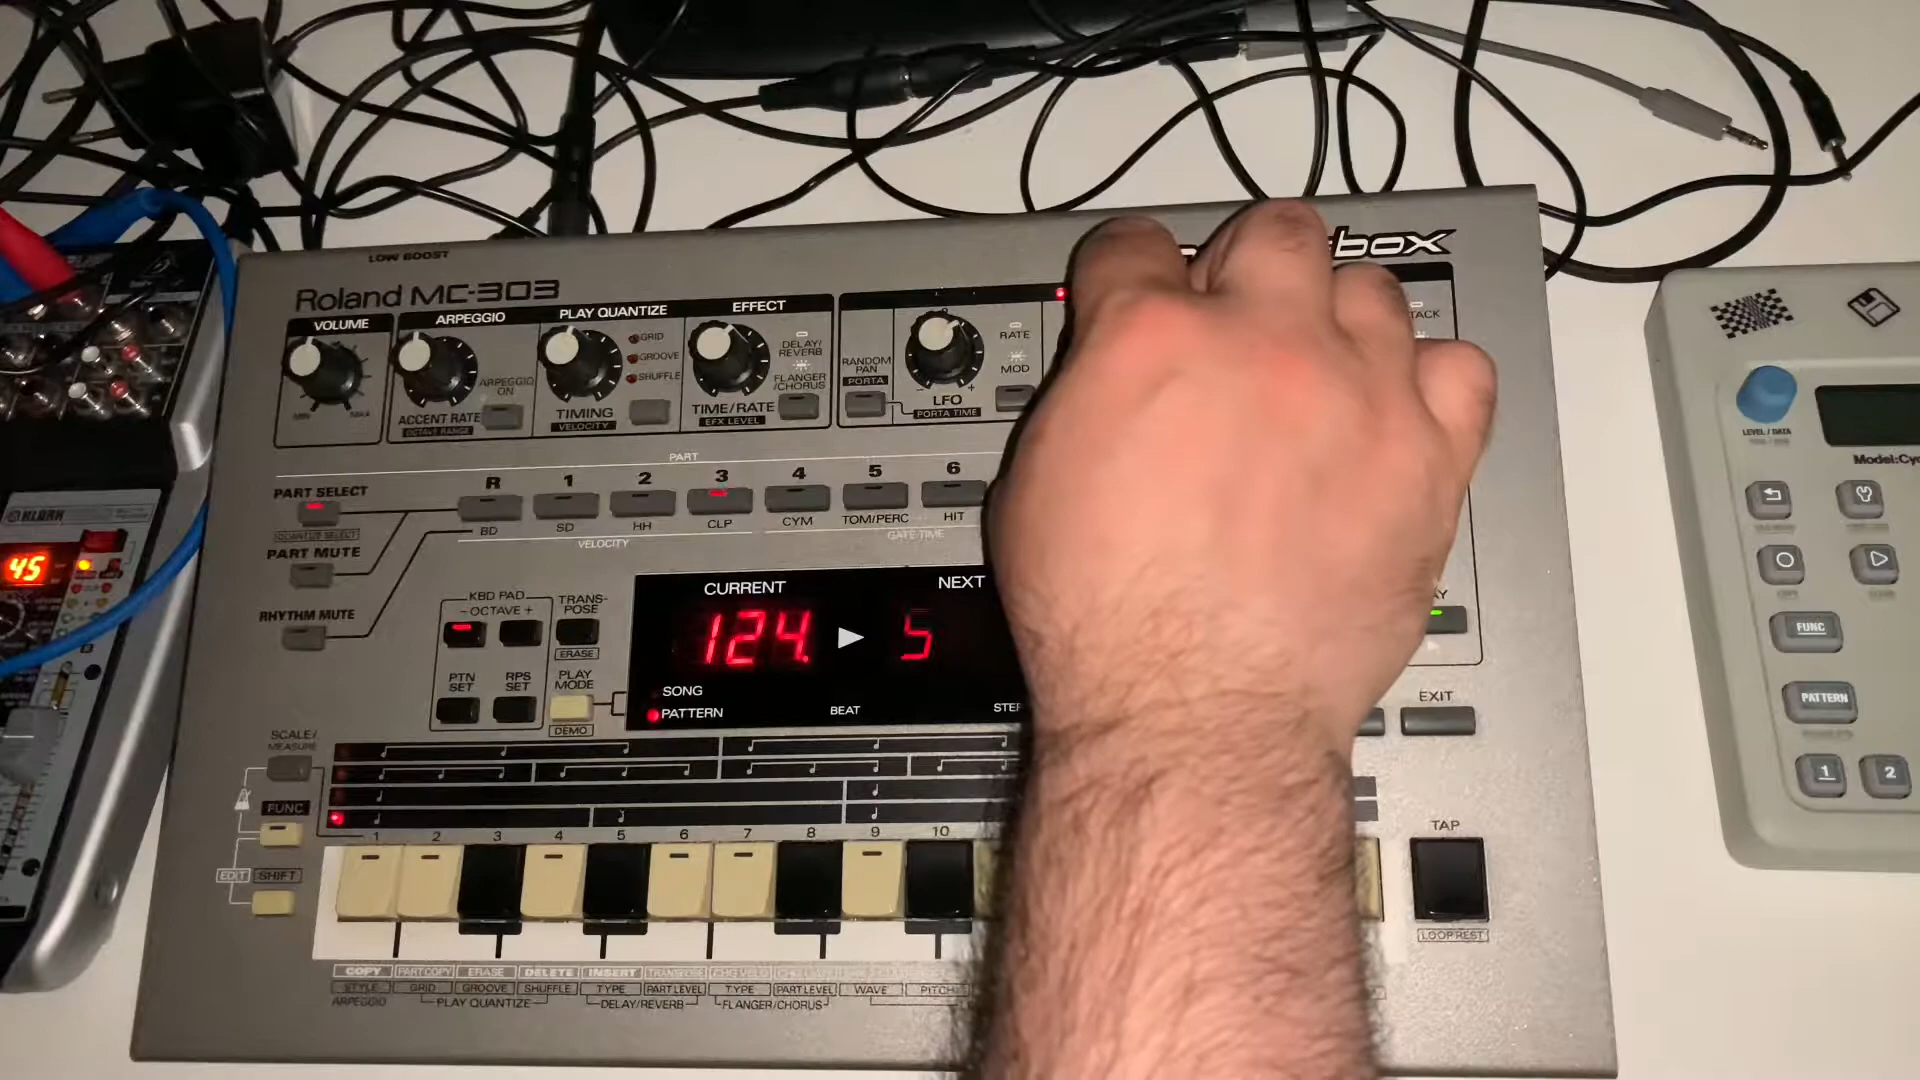 LOW BOOST
box
Roland MC-303
VOLUME
ARPEGGIO
PLAY QUANTIZE
EFFECT
TACK
GRID
GROOVE
SHUFFLE
DELAY/
REVERB
FLANGER
/CHORUS
RANDOM
PAN
PORTA
RATE
MOD
ARPEGGIO
ON
MIN
MAX
ACCENT RATE
OCTAVE RANGE
TIMING
VELOCITY
TIME/RATE
EFX LEVEL
LFO
PORTA TIME
LEVEL / DATA
Model:Cyc
PART
PART SELECT
QUANTIZE SELECT
R
1
2
3
4
5
6
BD
SD
HH
CLP
CYM
TOM/PERC
HIT
VELOCITY
GATE TIME
PART MUTE
RHYTHM MUTE
KLARK
45
KBD PAD
- OCTAVE +
TRANS-
POSE
ERASE
PTN
SET
RPS
SET
PLAY
MODE
DEMO
CURRENT
NEXT
124.
5
SONG
PATTERN
BEAT
STEP
AY
EXIT
FUNC
PATTERN
1
2
SCALE/
MEASURE
FUNC
EDIT
SHIFT
1
2
3
4
5
6
7
8
9
10
TAP
LOOP REST
COPY
PART COPY
ERASE
DELETE
INSERT
TRANSPOSE
STYLE
GRID
GROOVE
SHUFFLE
TYPE
PART LEVEL
TYPE
PART LEVEL
WAVE
PITCH
ARPEGGIO
PLAY QUANTIZE
DELAY/REVERB
FLANGER/CHORUS